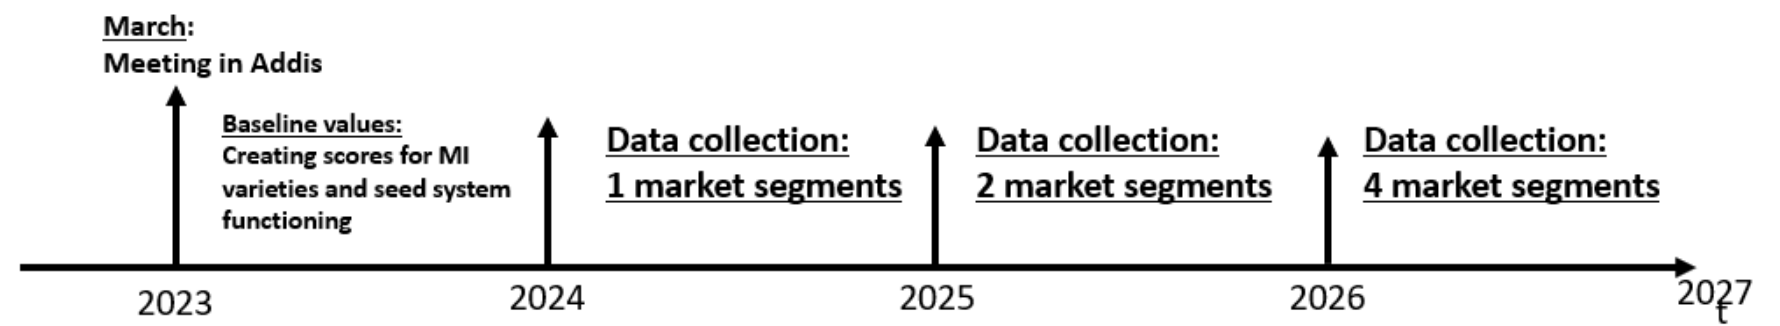 March:
Meeting in Addis
Baseline values:
Creating scores for MI
varieties and seed system
functioning
Data collection:
1 market segments
Data collection:
2 market segments
Data collection:
4 market segments
2023
2024
2025
2026
2027
t